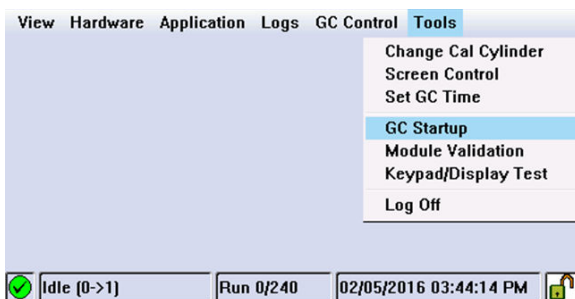 View Hardware Application Logs GC Control Tools
Change Cal Cylinder
Screen Control
Set GC Time
GC Startup
Module Validation
Keypad/Display Test
Log Off
Idle (0->1) Run 0/240 02/05/2016 03:44:14 PM